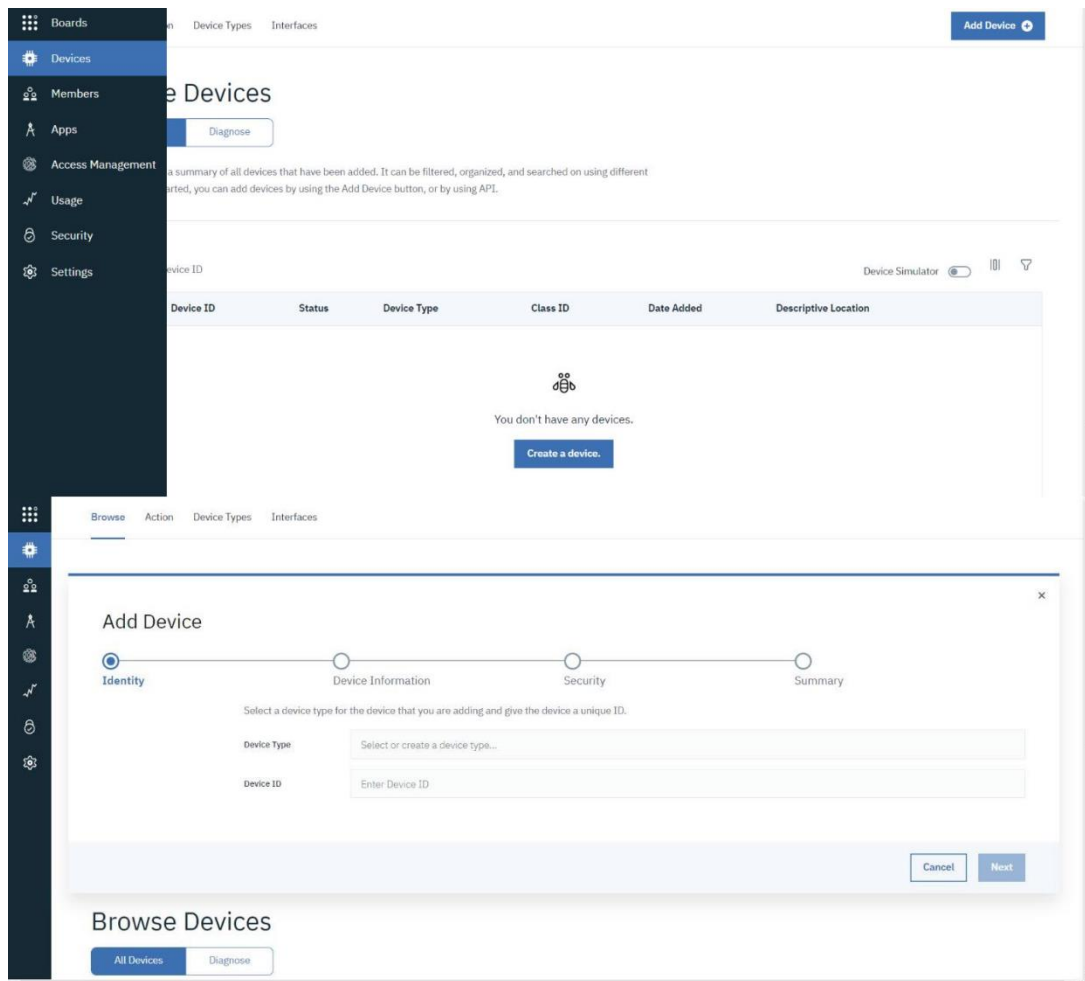 Boards
n Device Types Interfaces
Add Device
Devices
Members
e Devices
Apps
Diagnose
Access Management
a summary of all devices that have been added. It can be filtered, organized, and searched on using different
arted, you can add devices by using the Add Device button, or by using API.
Usage
Security
Settings
evice ID
Device Simulator
Device ID Status Device Type Class ID Date Added Descriptive Location
You don't have any devices.
Create a device.
Browse Action Device Types Interfaces
Add Device
Identity Device Information Security Summary
Select a device type for the device that you are adding and give the device a unique ID.
Device Type Select or create a device type...
Device ID Enter Device ID
Cancel Next
Browse Devices
All Devices Diagnose